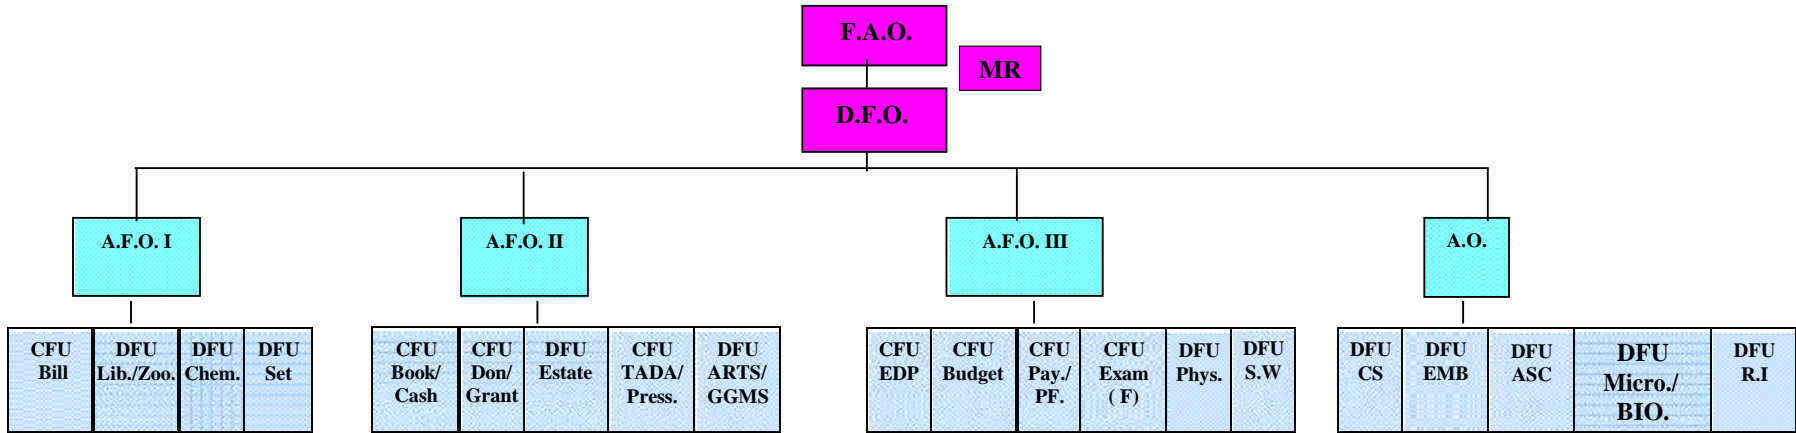 F.A.O.
MR
D.F.O.
A.F.O. I
A.F.O. II
A.F.O. III
A.O.
CFU
Bill
DFU
Lib./Zoo.
DFU
Chem.
DFU
Set
CFU
Book/
Cash
CFU
Don/
Grant
DFU
Estate
CFU
TADA/
Press.
DFU
ARTS/
GGMS
CFU
EDP
CFU
Budget
CFU
Pay./
PF.
CFU
Exam
( F)
DFU
Phys.
DFU
S.W
DFU
CS
DFU
EMB
DFU
ASC
DFU
Micro./
BIO.
DFU
R.I